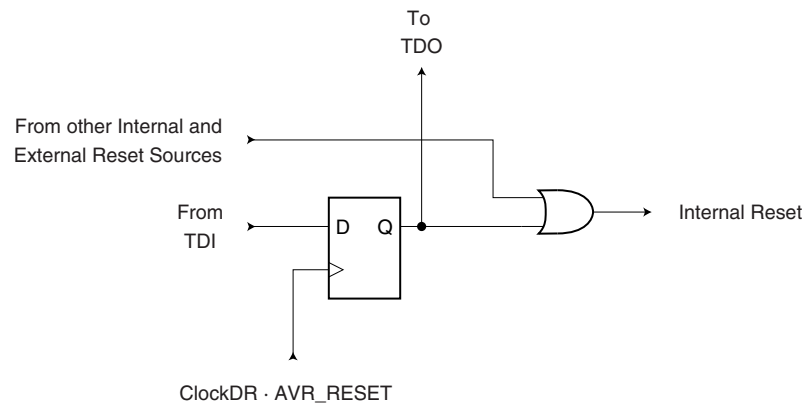 To
TDO
From other Internal and
External Reset Sources
From
TDI
D
Q
Internal Reset
ClockDR · AVR_RESET